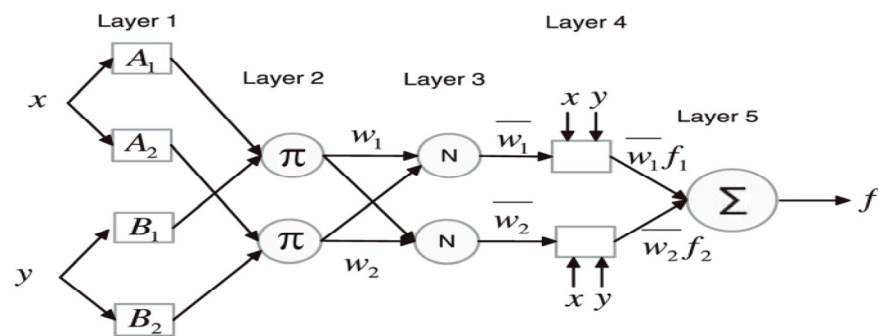 Layer 1
Layer 4
A₁
Layer 2
Layer 3
x y
x
Layer 5
w₁
w̅₁
A₂
π
N
w̅₁f₁
Σ
f
B₁
w̅₂
π
N
y
w₂
w̅₂f₂
B₂
x y